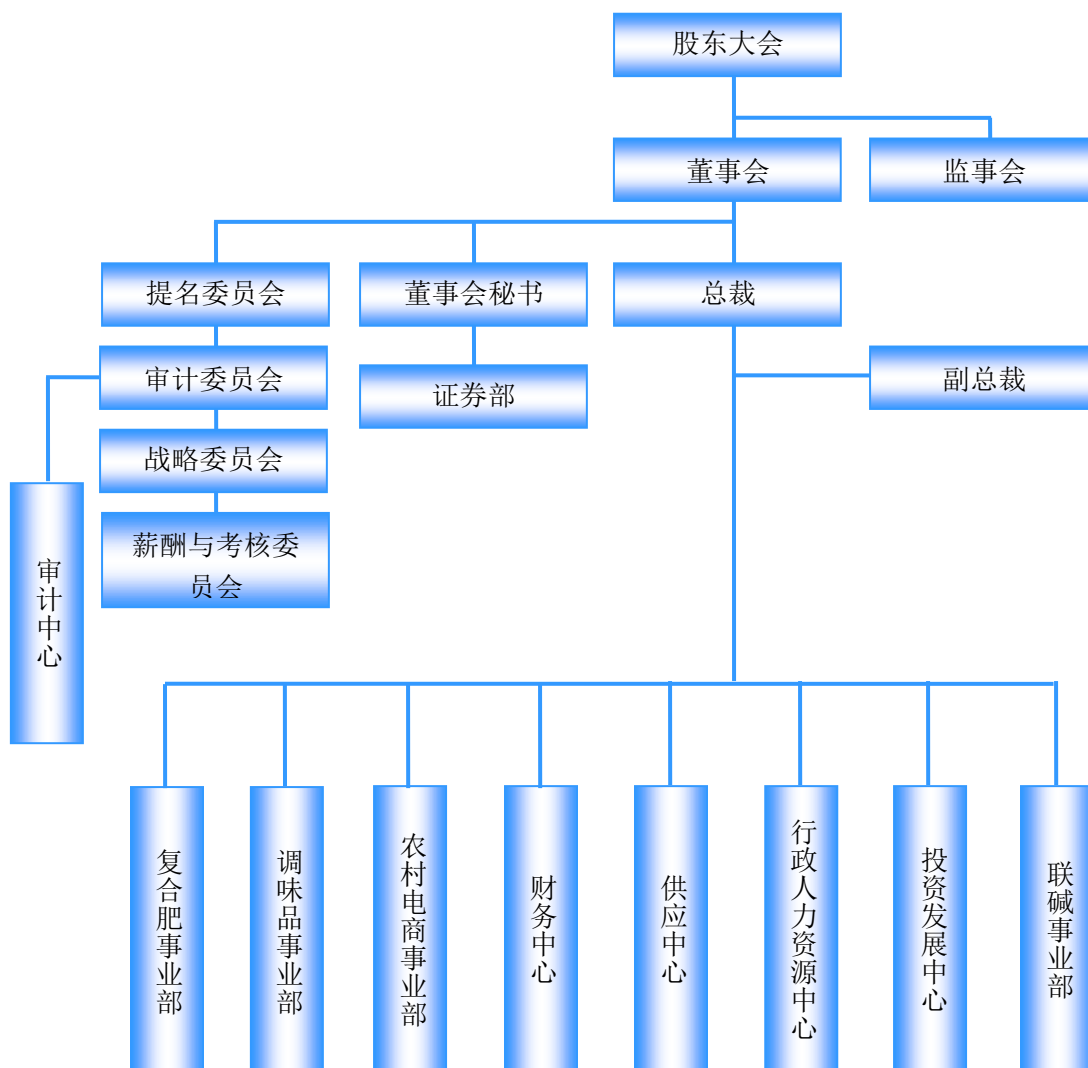 股东大会
董事会
监事会
提名委员会
董事会秘书
总裁
审计委员会
证券部
副总裁
战略委员会
薪酬与考核委
员会
审计中心
复合肥事业部
调味品事业部
农村电商事业部
财务中心
供应中心
行政人力资源中心
投资发展中心
联碱事业部